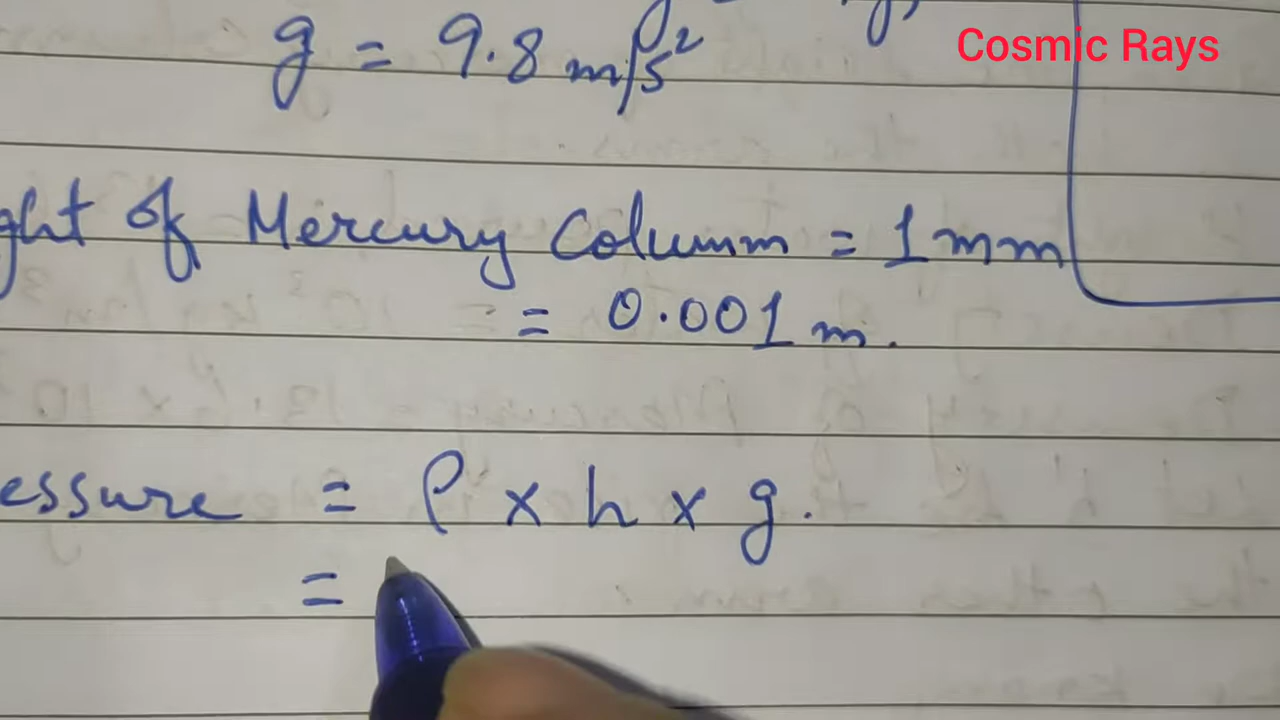 Cosmic Rays
g = 9.8 m/s²
ght of Mercury Column = 1 mm
= 0.001 m.
essure = ρ × h × g.
=